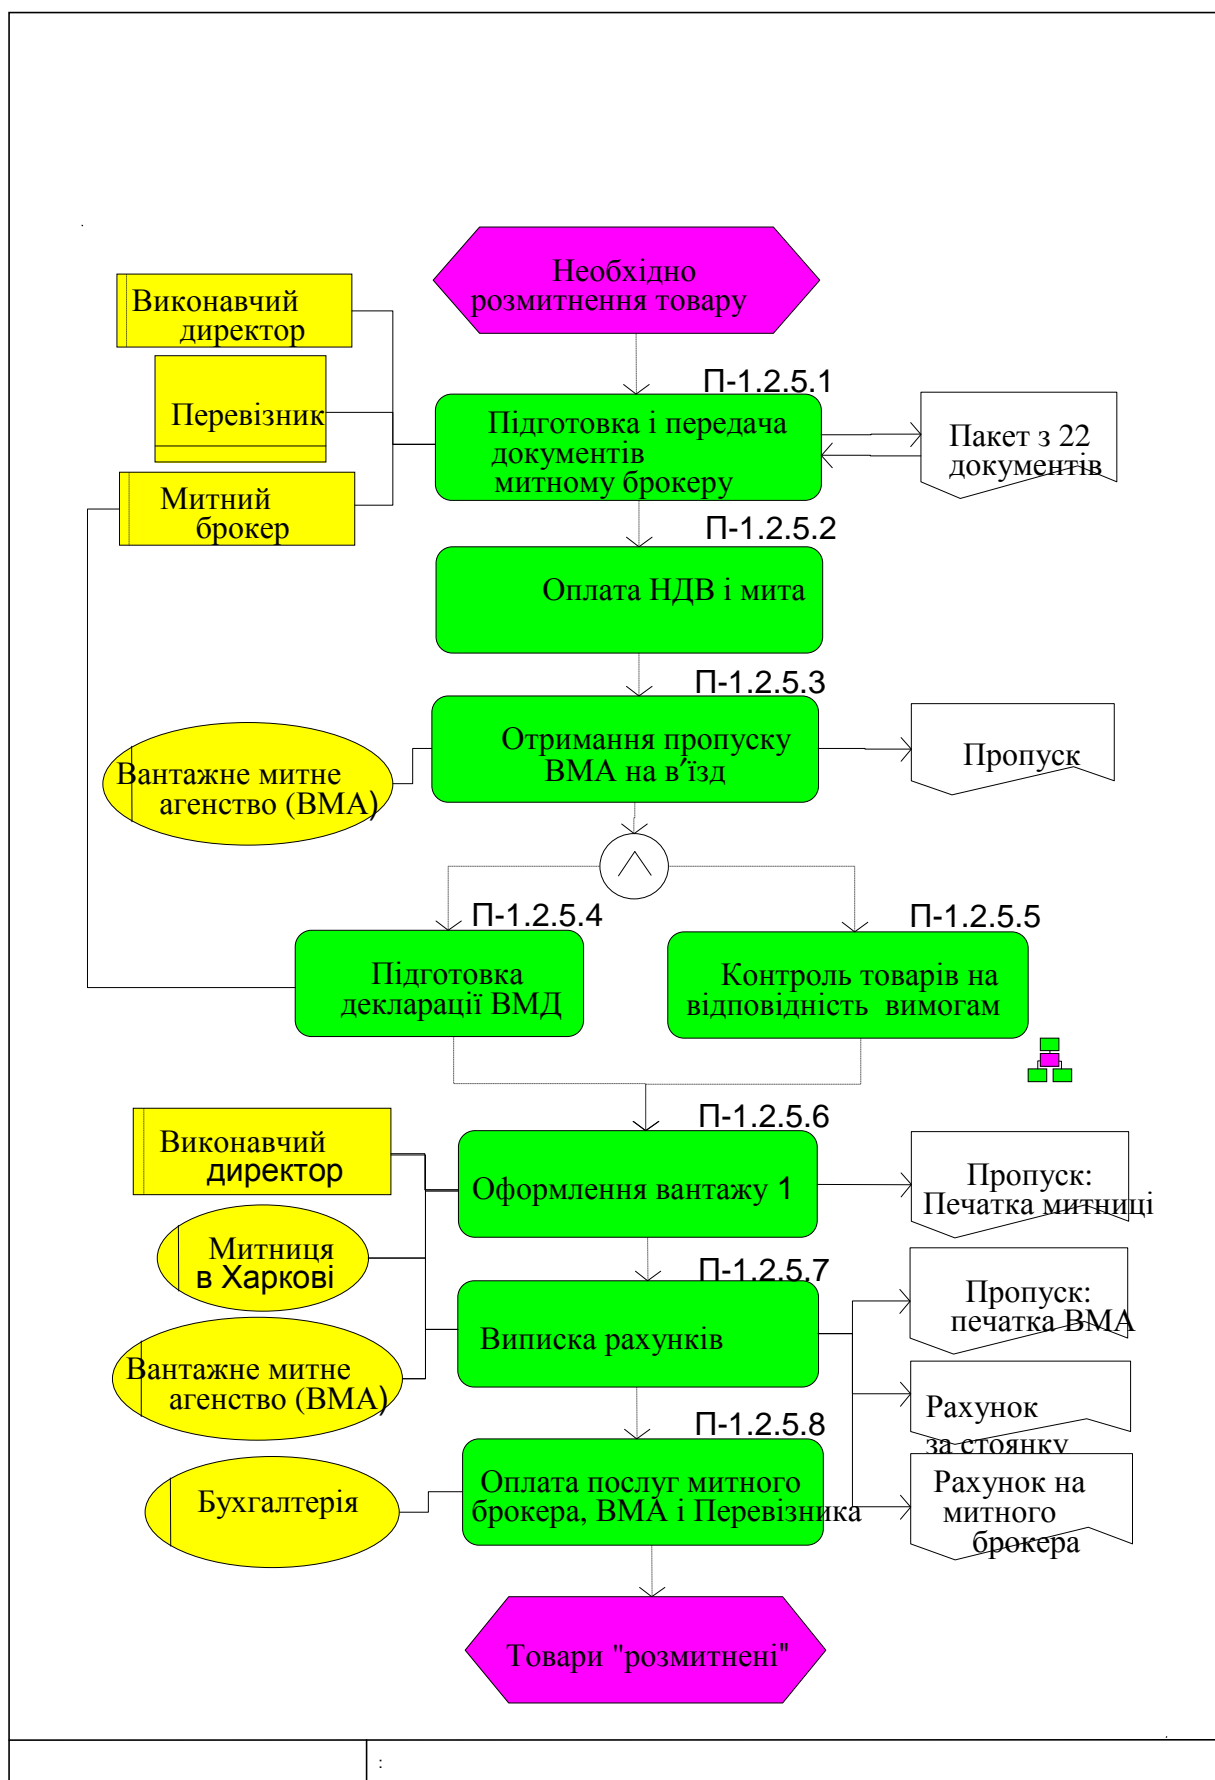 Необхідно
розмитнення товару
Виконавчий
директор
Перевізник
Митний
брокер
П-1.2.5.1
Підготовка і передача
документів
митному брокеру
Пакет з 22
документів
П-1.2.5.2
Оплата НДВ і мита
П-1.2.5.3
Отримання пропуску
ВМА на в′їзд
Вантажне митне
агенство (ВМА)
Пропуск
П-1.2.5.4
Підготовка
декларації ВМД
П-1.2.5.5
Контроль товарів на
відповідність вимогам
П-1.2.5.6
Оформлення вантажу 1
Виконавчий
директор
Митниця
в Харкові
Вантажне митне
агенство (ВМА)
Пропуск:
Печатка митниці
П-1.2.5.7
Виписка рахунків
Пропуск:
печатка ВМА
Рахунок
за стоянку
Рахунок на
митного
брокера
П-1.2.5.8
Оплата послуг митного
брокера, ВМА і Перевізника
Бухгалтерія
Товари "розмитнені"
: